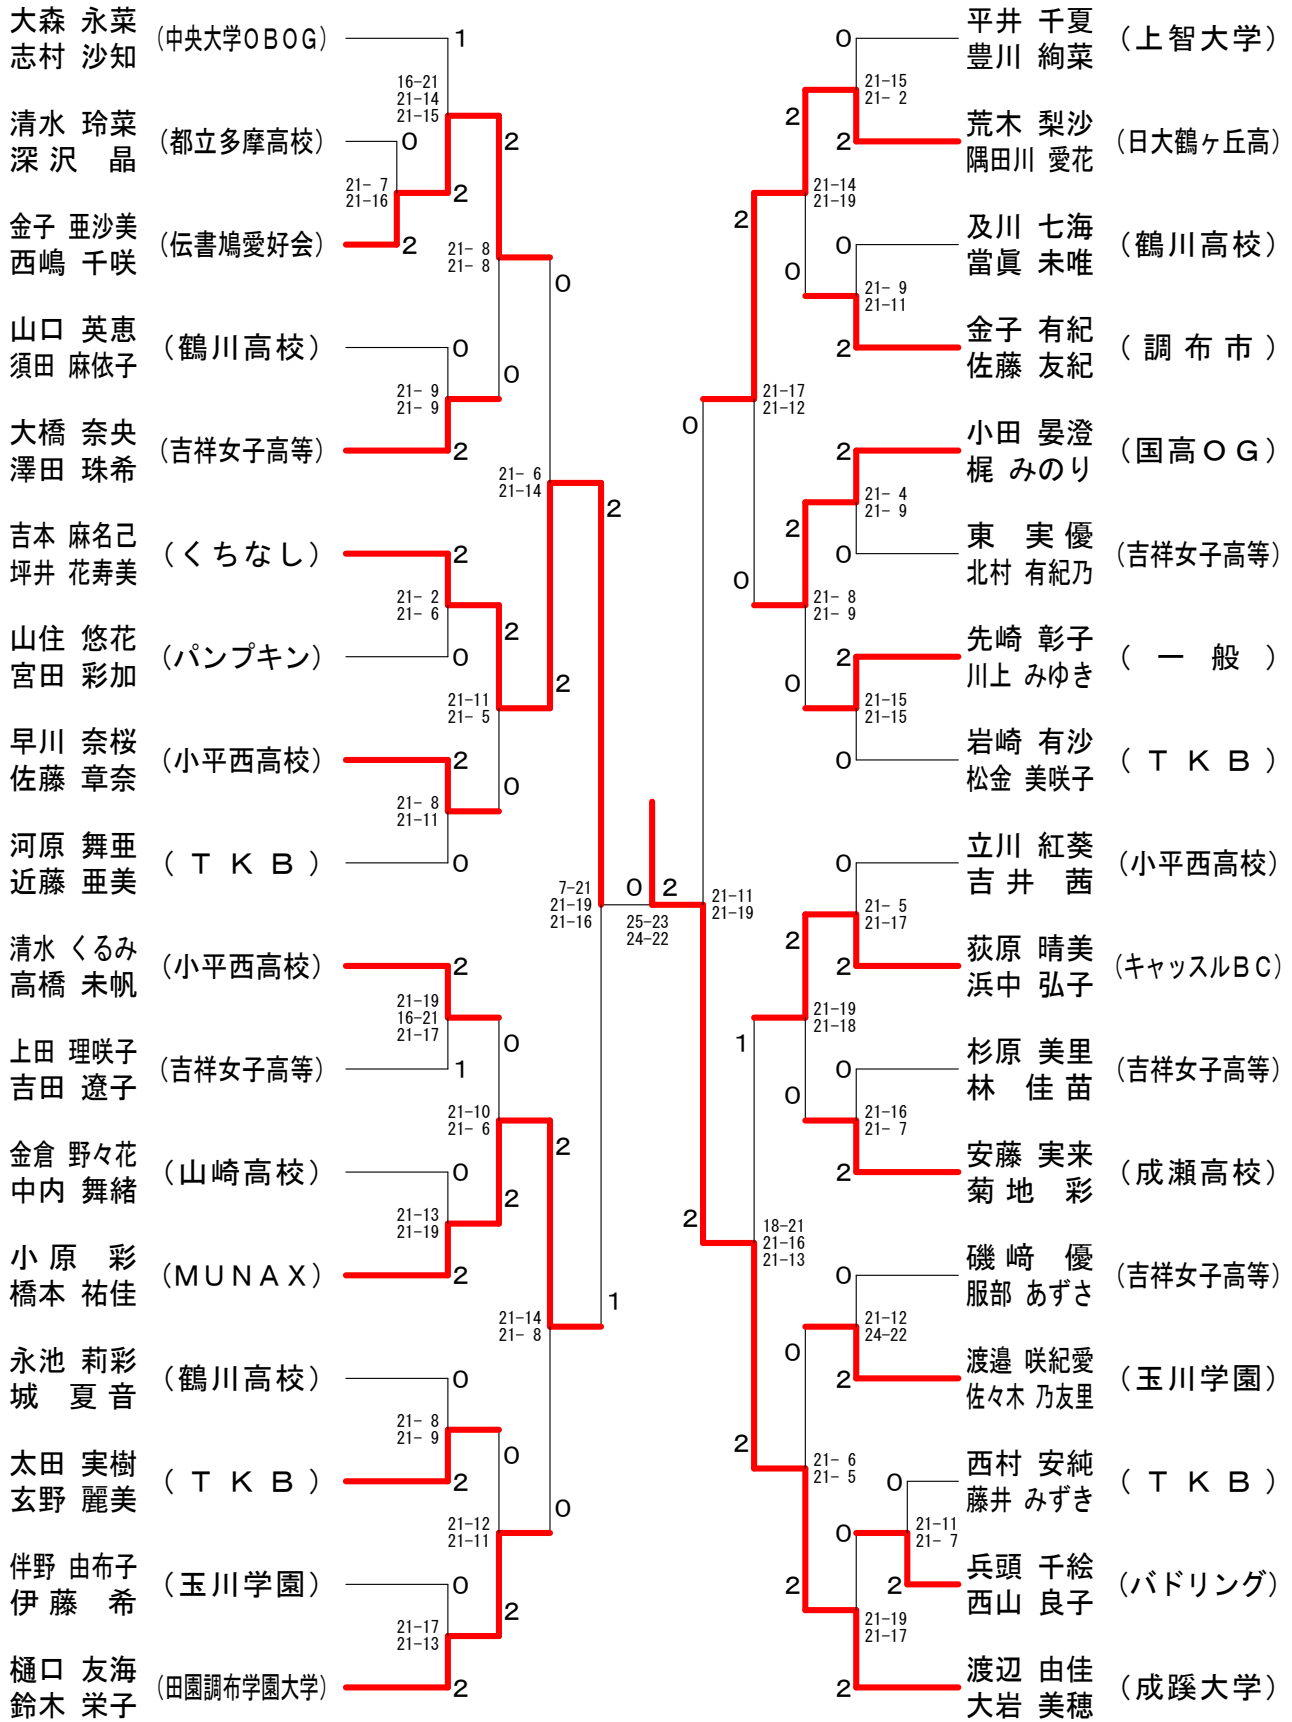 大森 永菜
志村 沙知
(中央大学OBOG)
1
16-21
21-14
21-15
清水 玲菜
深沢 晶
(都立多摩高校)
0
2
21- 7
21-16
2
金子 亜沙美
西嶋 千咲
(伝書鳩愛好会)
2
21- 8
21- 8
0
山口 英恵
須田 麻依子
(鶴川高校)
0
0
21- 9
21- 9
大橋 奈央
澤田 珠希
(吉祥女子高等)
2
21- 6
21-14
2
吉本 麻名己
坪井 花寿美
(くちなし)
2
21- 2
21- 6
2
山住 悠花
宮田 彩加
(パンプキン)
0
2
21-11
21- 5
早川 奈桜
佐藤 章奈
(小平西高校)
2
0
21- 8
21-11
河原 舞亜
近藤 亜美
(TKB)
0
7-21
21-19
21-16
0
2
25-23
24-22
清水 くるみ
高橋 未帆
(小平西高校)
2
21-19
16-21
21-17
0
上田 理咲子
吉田 遼子
(吉祥女子高等)
1
21-10
21- 6
2
金倉 野々花
中内 舞緒
(山崎高校)
0
2
21-13
21-19
小原 彩
橋本 祐佳
(MUNAX)
2
1
21-14
21- 8
永池 莉彩
城 夏音
(鶴川高校)
0
21- 8
21- 9
0
太田 実樹
玄野 麗美
(TKB)
2
0
21-12
21-11
伴野 由布子
伊藤 希
(玉川学園)
0
2
21-17
21-13
樋口 友海
鈴木 栄子
(田園調布学園大学)
2
0
平井 千夏
豊川 絢菜
(上智大学)
21-15
21- 2
2
2
荒木 梨沙
隅田川 愛花
(日大鶴ヶ丘高)
21-14
21-19
2
0
及川 七海
當眞 未唯
(鶴川高校)
0
21- 9
21-11
2
金子 有紀
佐藤 友紀
(調布市)
21-17
21-12
0
2
小田 晏澄
梶 みのり
(国高OG)
21- 4
21- 9
2
0
東 実優
北村 有紀乃
(吉祥女子高等)
0
21- 8
21- 9
2
先崎 彰子
川上 みゆき
(一般)
0
21-15
21-15
0
岩崎 有沙
松金 美咲子
(TKB)
0
立川 紅葵
吉井 茜
(小平西高校)
21-11
21-19
21- 5
21-17
2
2
荻原 晴美
浜中 弘子
(キャッスルBC)
21-19
21-18
1
0
杉原 美里
林 佳苗
(吉祥女子高等)
0
21-16
21- 7
2
安藤 実来
菊地 彩
(成瀬高校)
2
18-21
21-16
21-13
0
磯﨑 優
服部 あずさ
(吉祥女子高等)
21-12
24-22
0
2
渡邉 咲紀愛
佐々木 乃友里
(玉川学園)
2
21- 6
21- 5
0
西村 安純
藤井 みずき
(TKB)
0
21-11
21- 7
2
2
兵頭 千絵
西山 良子
(バドリング)
21-19
21-17
2
渡辺 由佳
大岩 美穂
(成蹊大学)